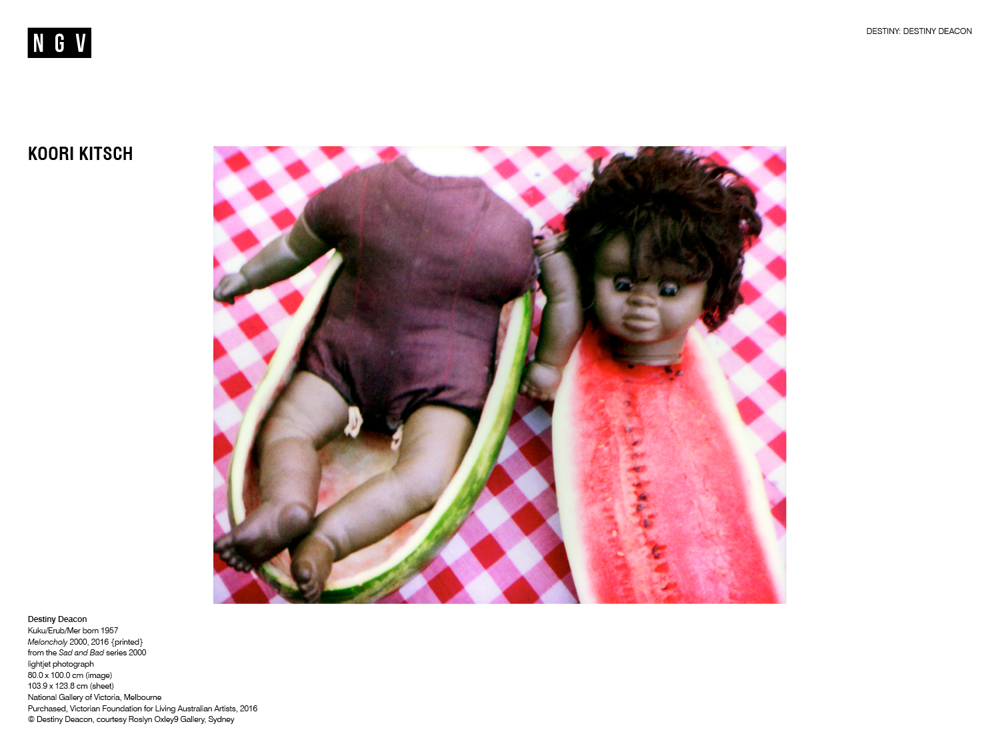 NGV
DESTINY: DESTINY DEACON
KOORI KITSCH
Destiny Deacon
Kuku/Erub/Mer born 1957
Meloncholy 2000, 2016 {printed}
from the Sad and Bad series 2000
lightjet photograph
80.0 x 100.0 cm (image)
103.9 x 123.8 cm (sheet)
National Gallery of Victoria, Melbourne
Purchased, Victorian Foundation for Living Australian Artists, 2016
© Destiny Deacon, courtesy Roslyn Oxley9 Gallery, Sydney